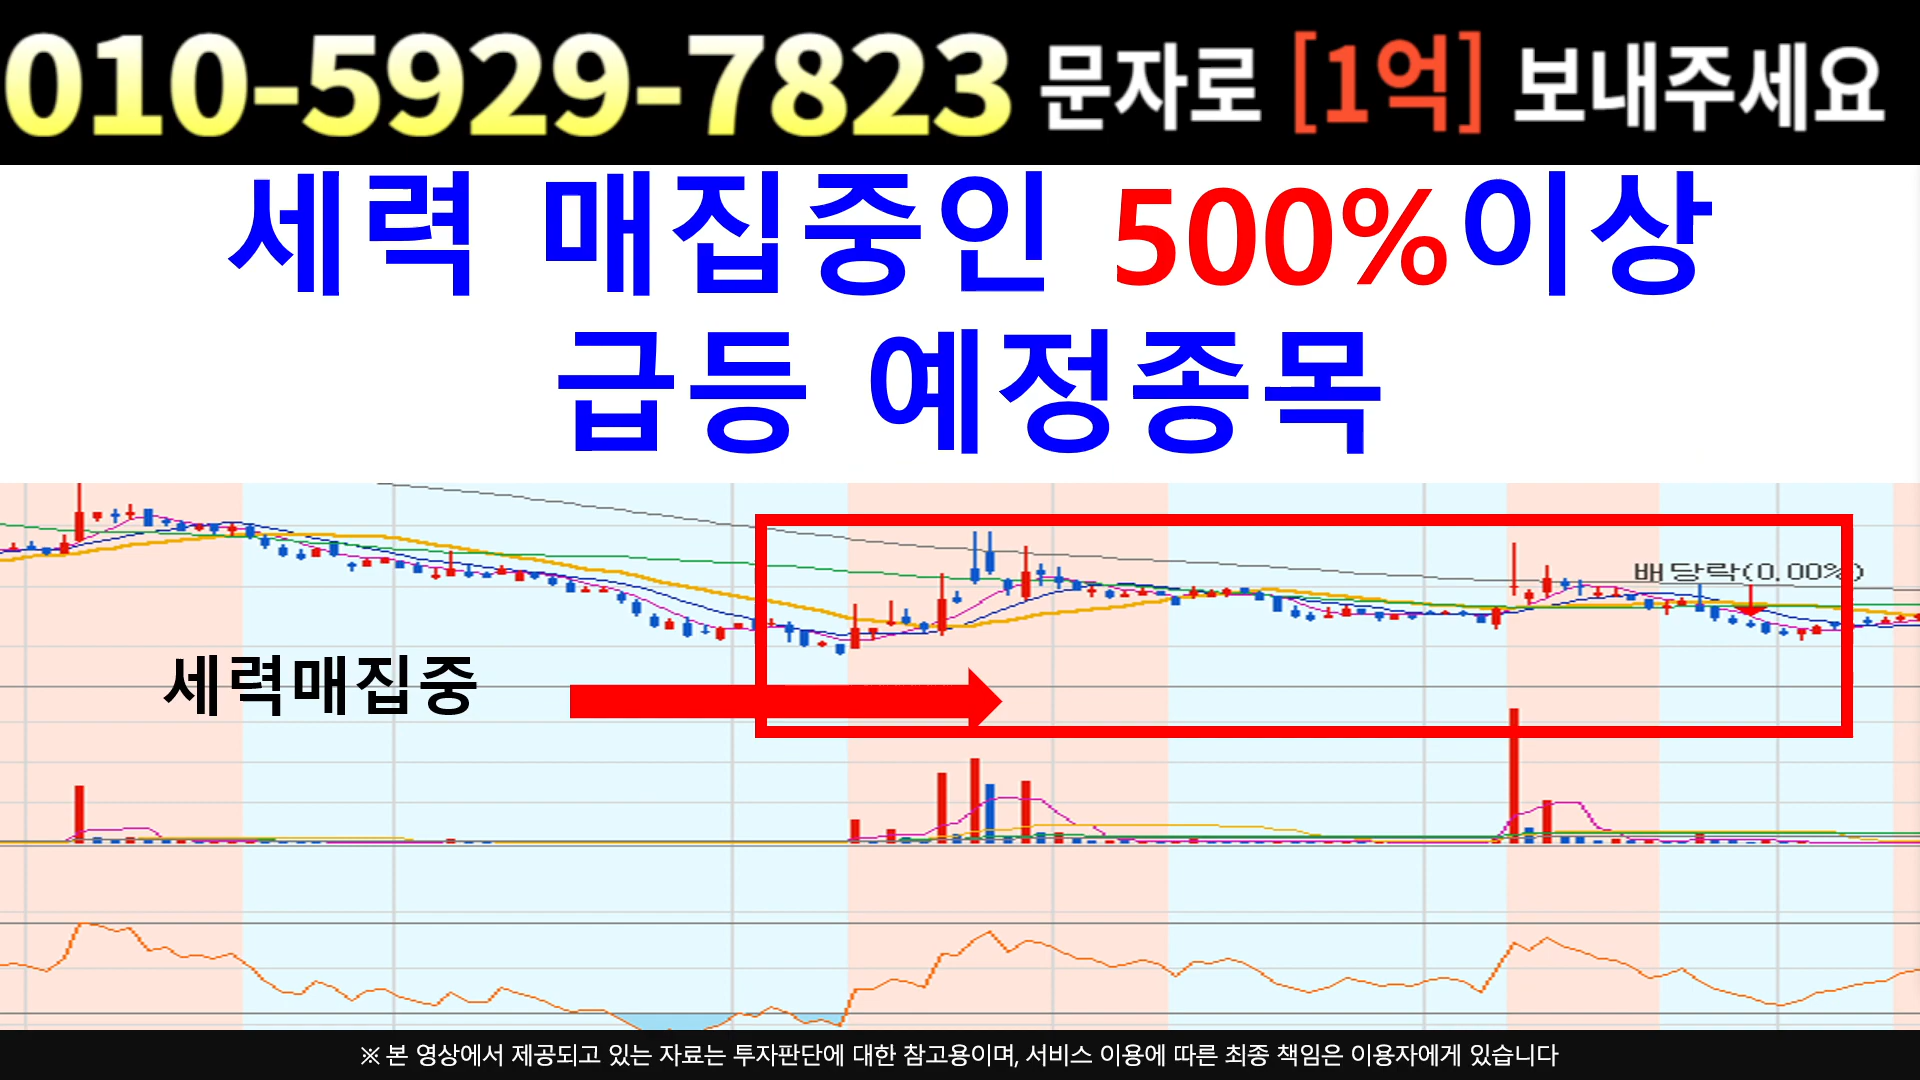 010-5929-7823 문자로 [1억] 보내주세요
세력 매집중인 500%이상
급등 예정종목
배당락(0.00%)
세력매집중
※ 본 영상에서 제공되고 있는 자료는 투자판단에 대한 참고용이며, 서비스 이용에 따른 최종 책임은 이용자에게 있습니다